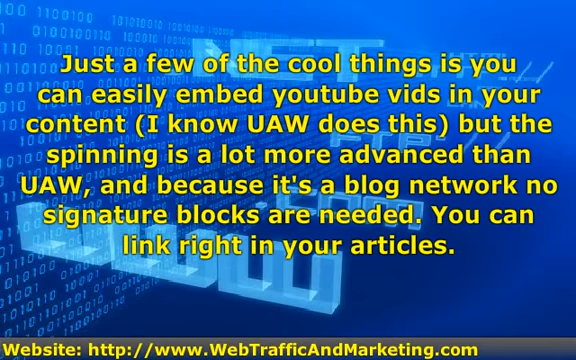 Just a few of the cool things is you
can easily embed youtube vids in your
content (I know UAW does this) but the
spinning is a lot more advanced than
UAW, and because it's a blog network no
signature blocks are needed. You can
link right in your articles.
Website: http://www.WebTrafficAndMarketing.com